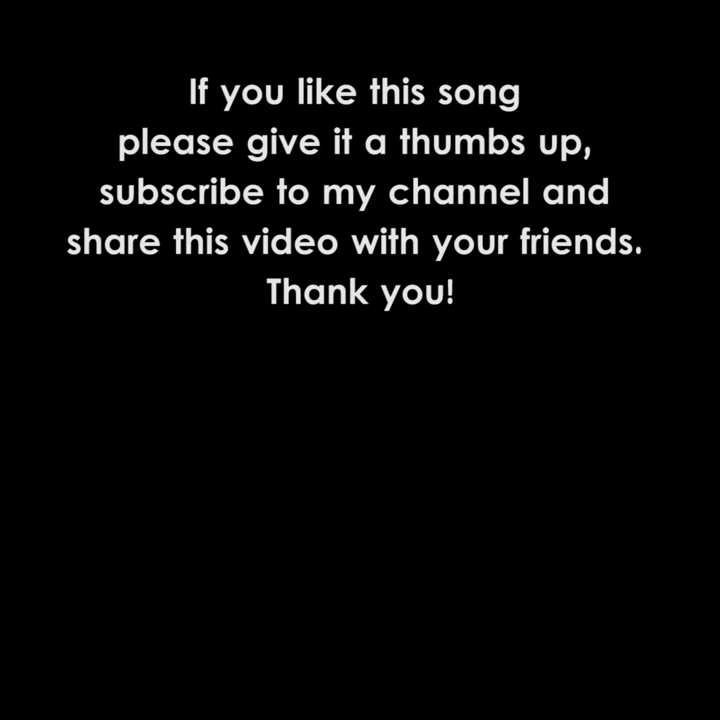 If you like this song
please give it a thumbs up,
subscribe to my channel and
share this video with your friends.
Thank you!